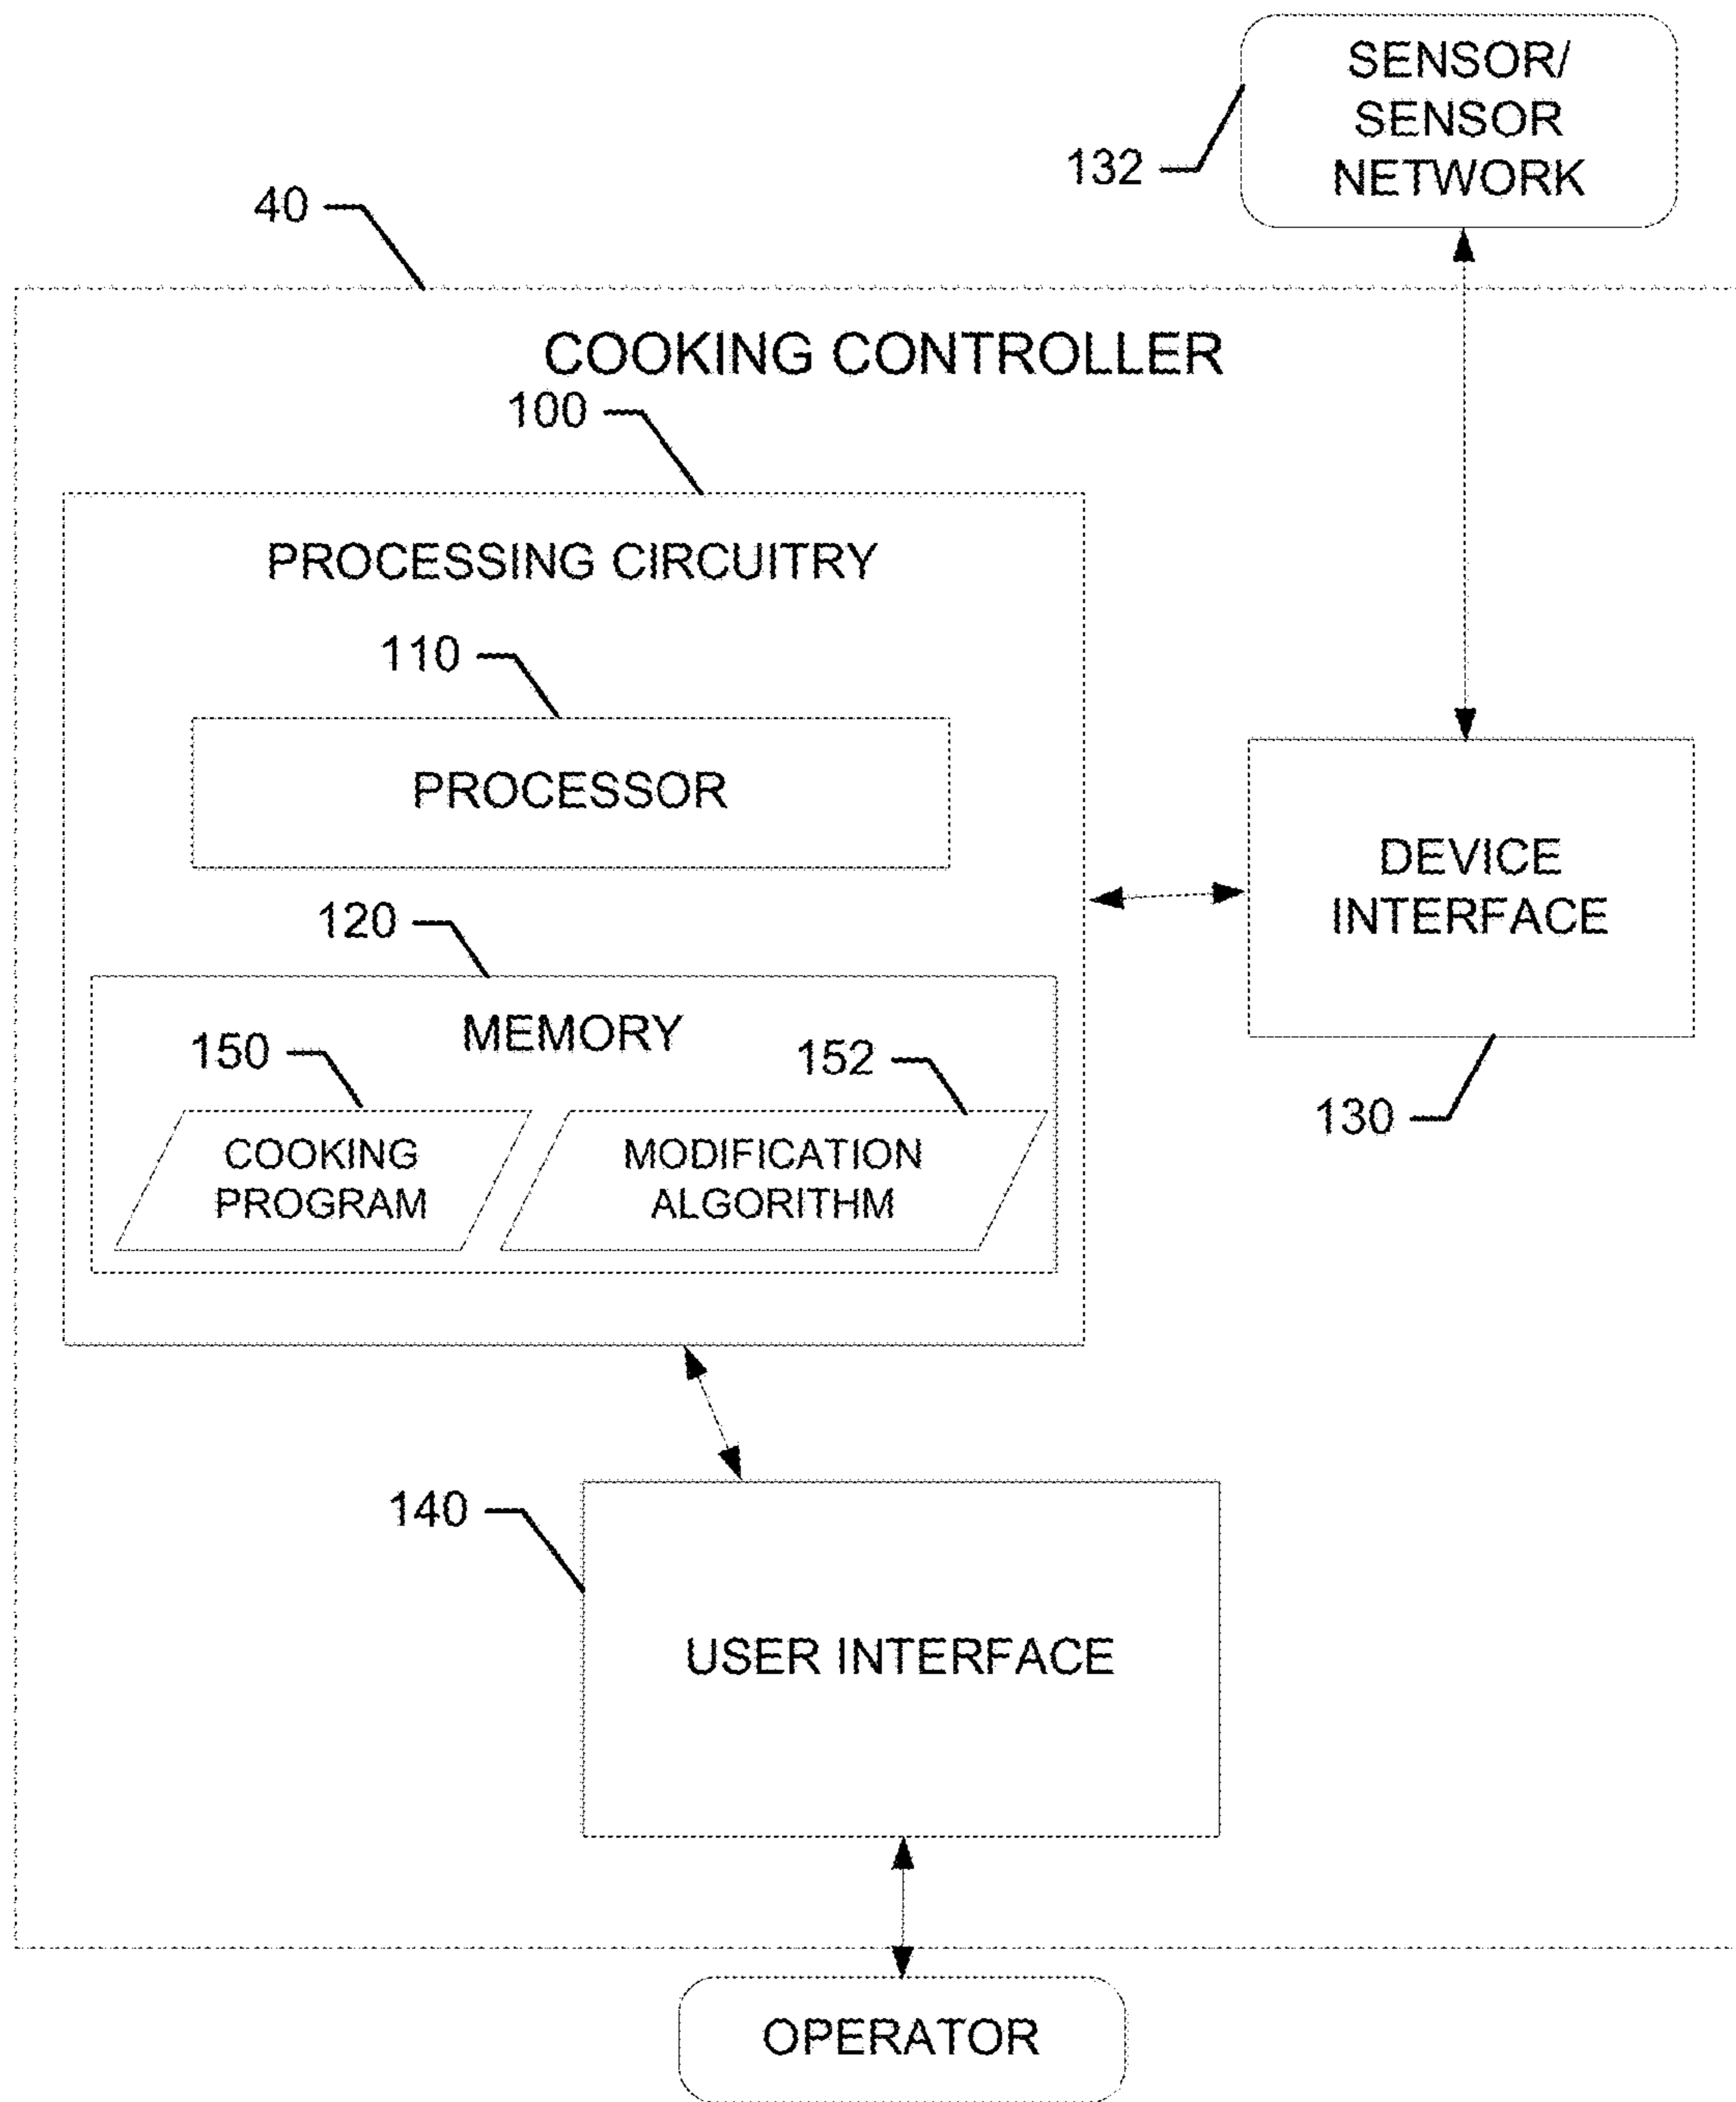 SENSOR/
SENSOR
NETWORK
132
40
COOKING CONTROLLER
100
PROCESSING CIRCUITRY
110
PROCESSOR
DEVICE
INTERFACE
120
MEMORY
150
152
COOKING
PROGRAM
MODIFICATION
ALGORITHM
130
140
USER INTERFACE
OPERATOR